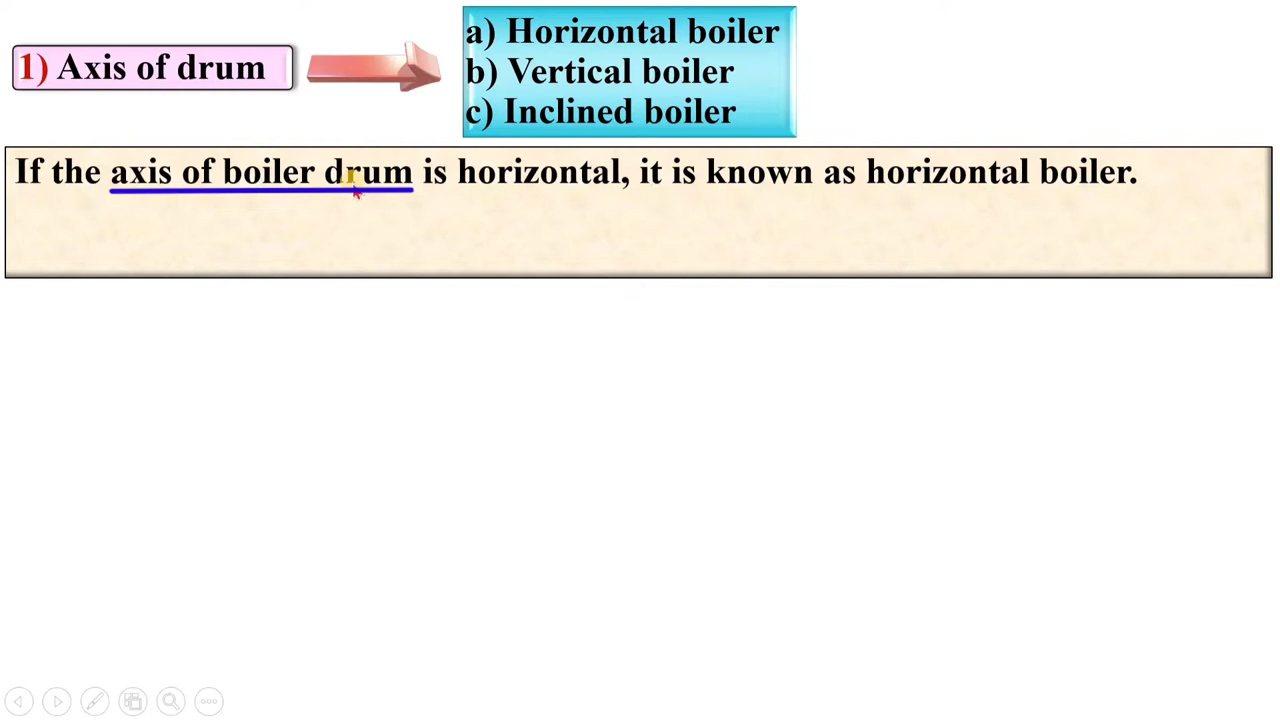 1) Axis of drum
a) Horizontal boiler
b) Vertical boiler
c) Inclined boiler
If the axis of boiler drum is horizontal, it is known as horizontal boiler.